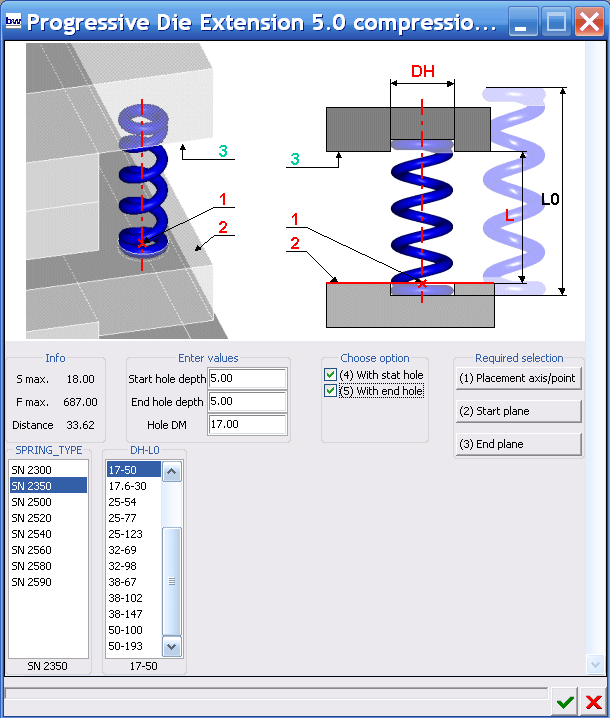 bw Progressive Die Extension 5.0 compressio...
DH
3
3
L0
L
1
1
2
2
Info
Enter values
Choose option
Required selection
S max. 18.00
Start hole depth 5.00
(4) With stat hole
(1) Placement axis/point
F max. 687.00
End hole depth 5.00
(5) With end hole
(2) Start plane
Distance 33.62
Hole DM 17.00
(3) End plane
SPRING_TYPE
DH-L0
SN 2300
SN 2350
SN 2500
SN 2520
SN 2540
SN 2560
SN 2580
SN 2590
17-50
17.6-30
25-54
25-77
25-123
32-69
32-98
38-67
38-102
38-147
50-100
50-193
SN 2350
17-50